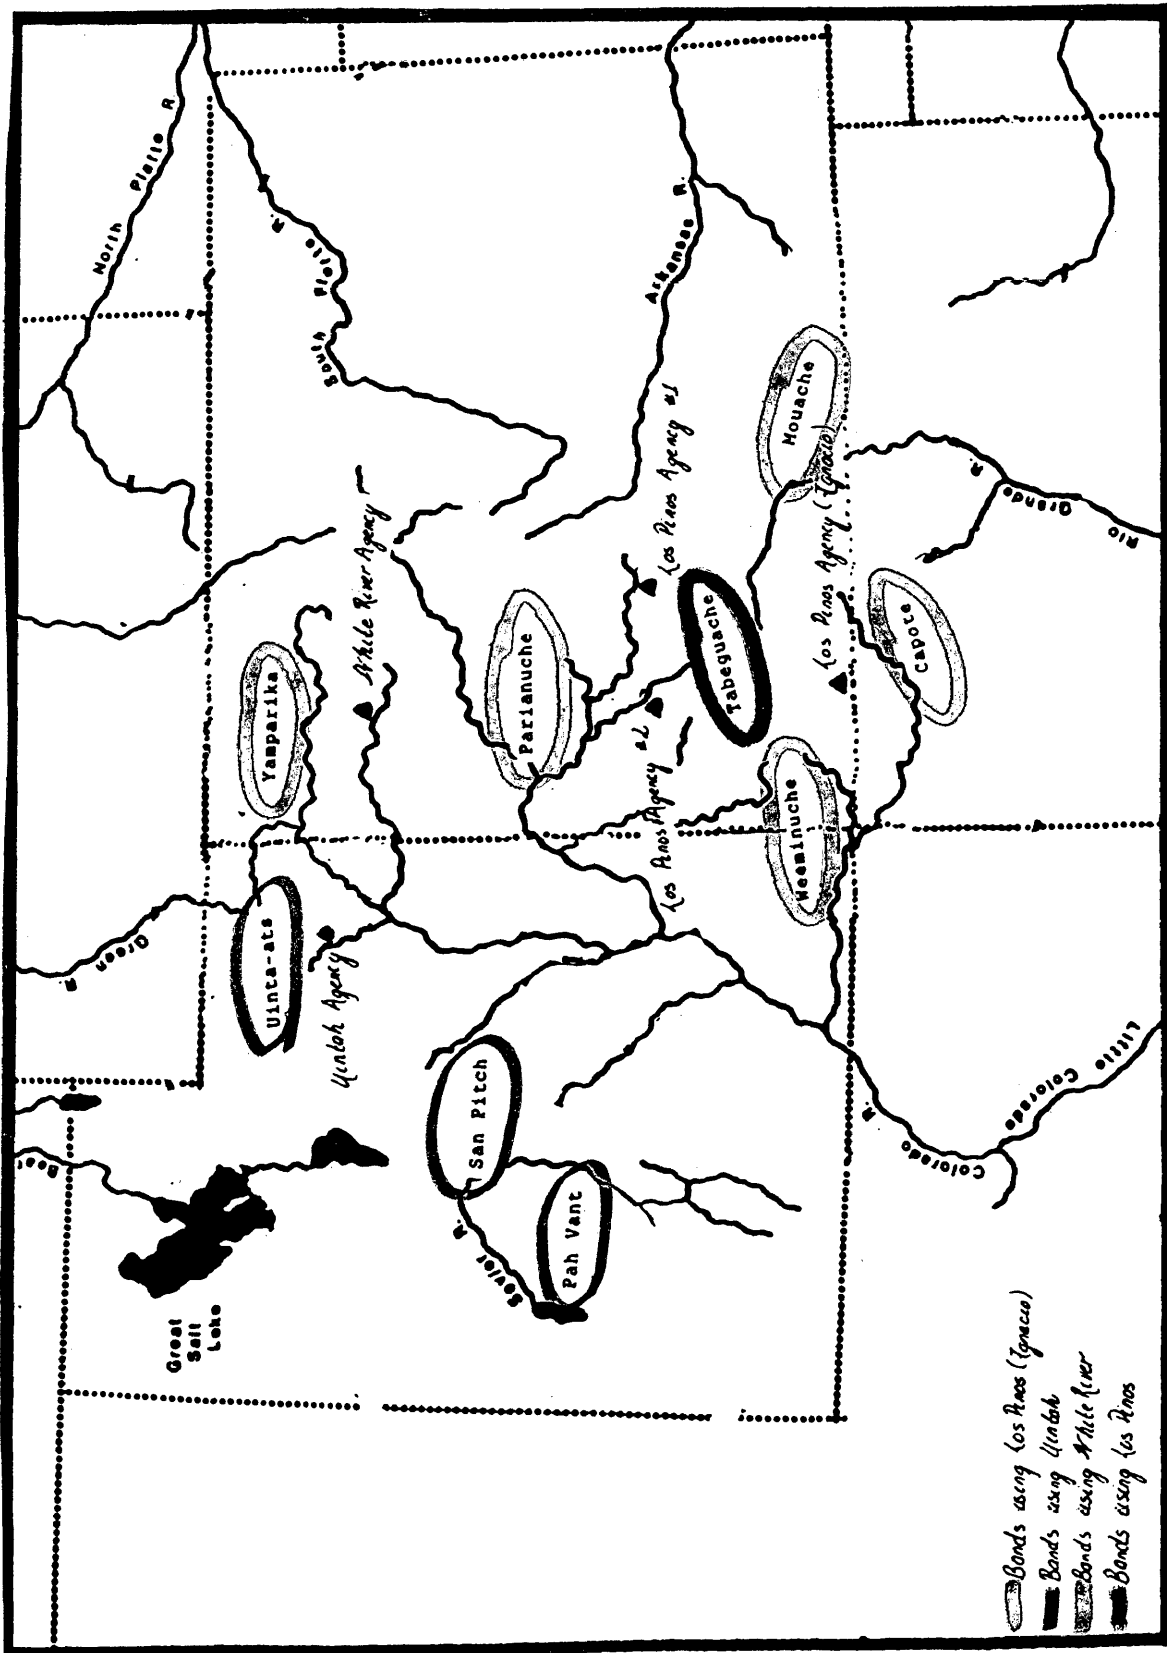 North Platte R.
South Platte R.
Arkansas R.
Green R.
Bear
Great
Salt
Lake
Yamparika
White River Agency
Uinta-ats
Uintah Agency
Parianuche
Los Pinos Agency #1
Los Pinos Agency #2
Tabeguache
Mouache
Los Pinos Agency (Ignacio)
Capote
Weeminuche
San Pitch
Pah Vant
Sevier R.
Rio Grande R.
Colorado R.
Little Colorado
Bands using Los Pinos (Ignacio)
Bands using Uintah
Bands using White River
Bands using Los Pinos